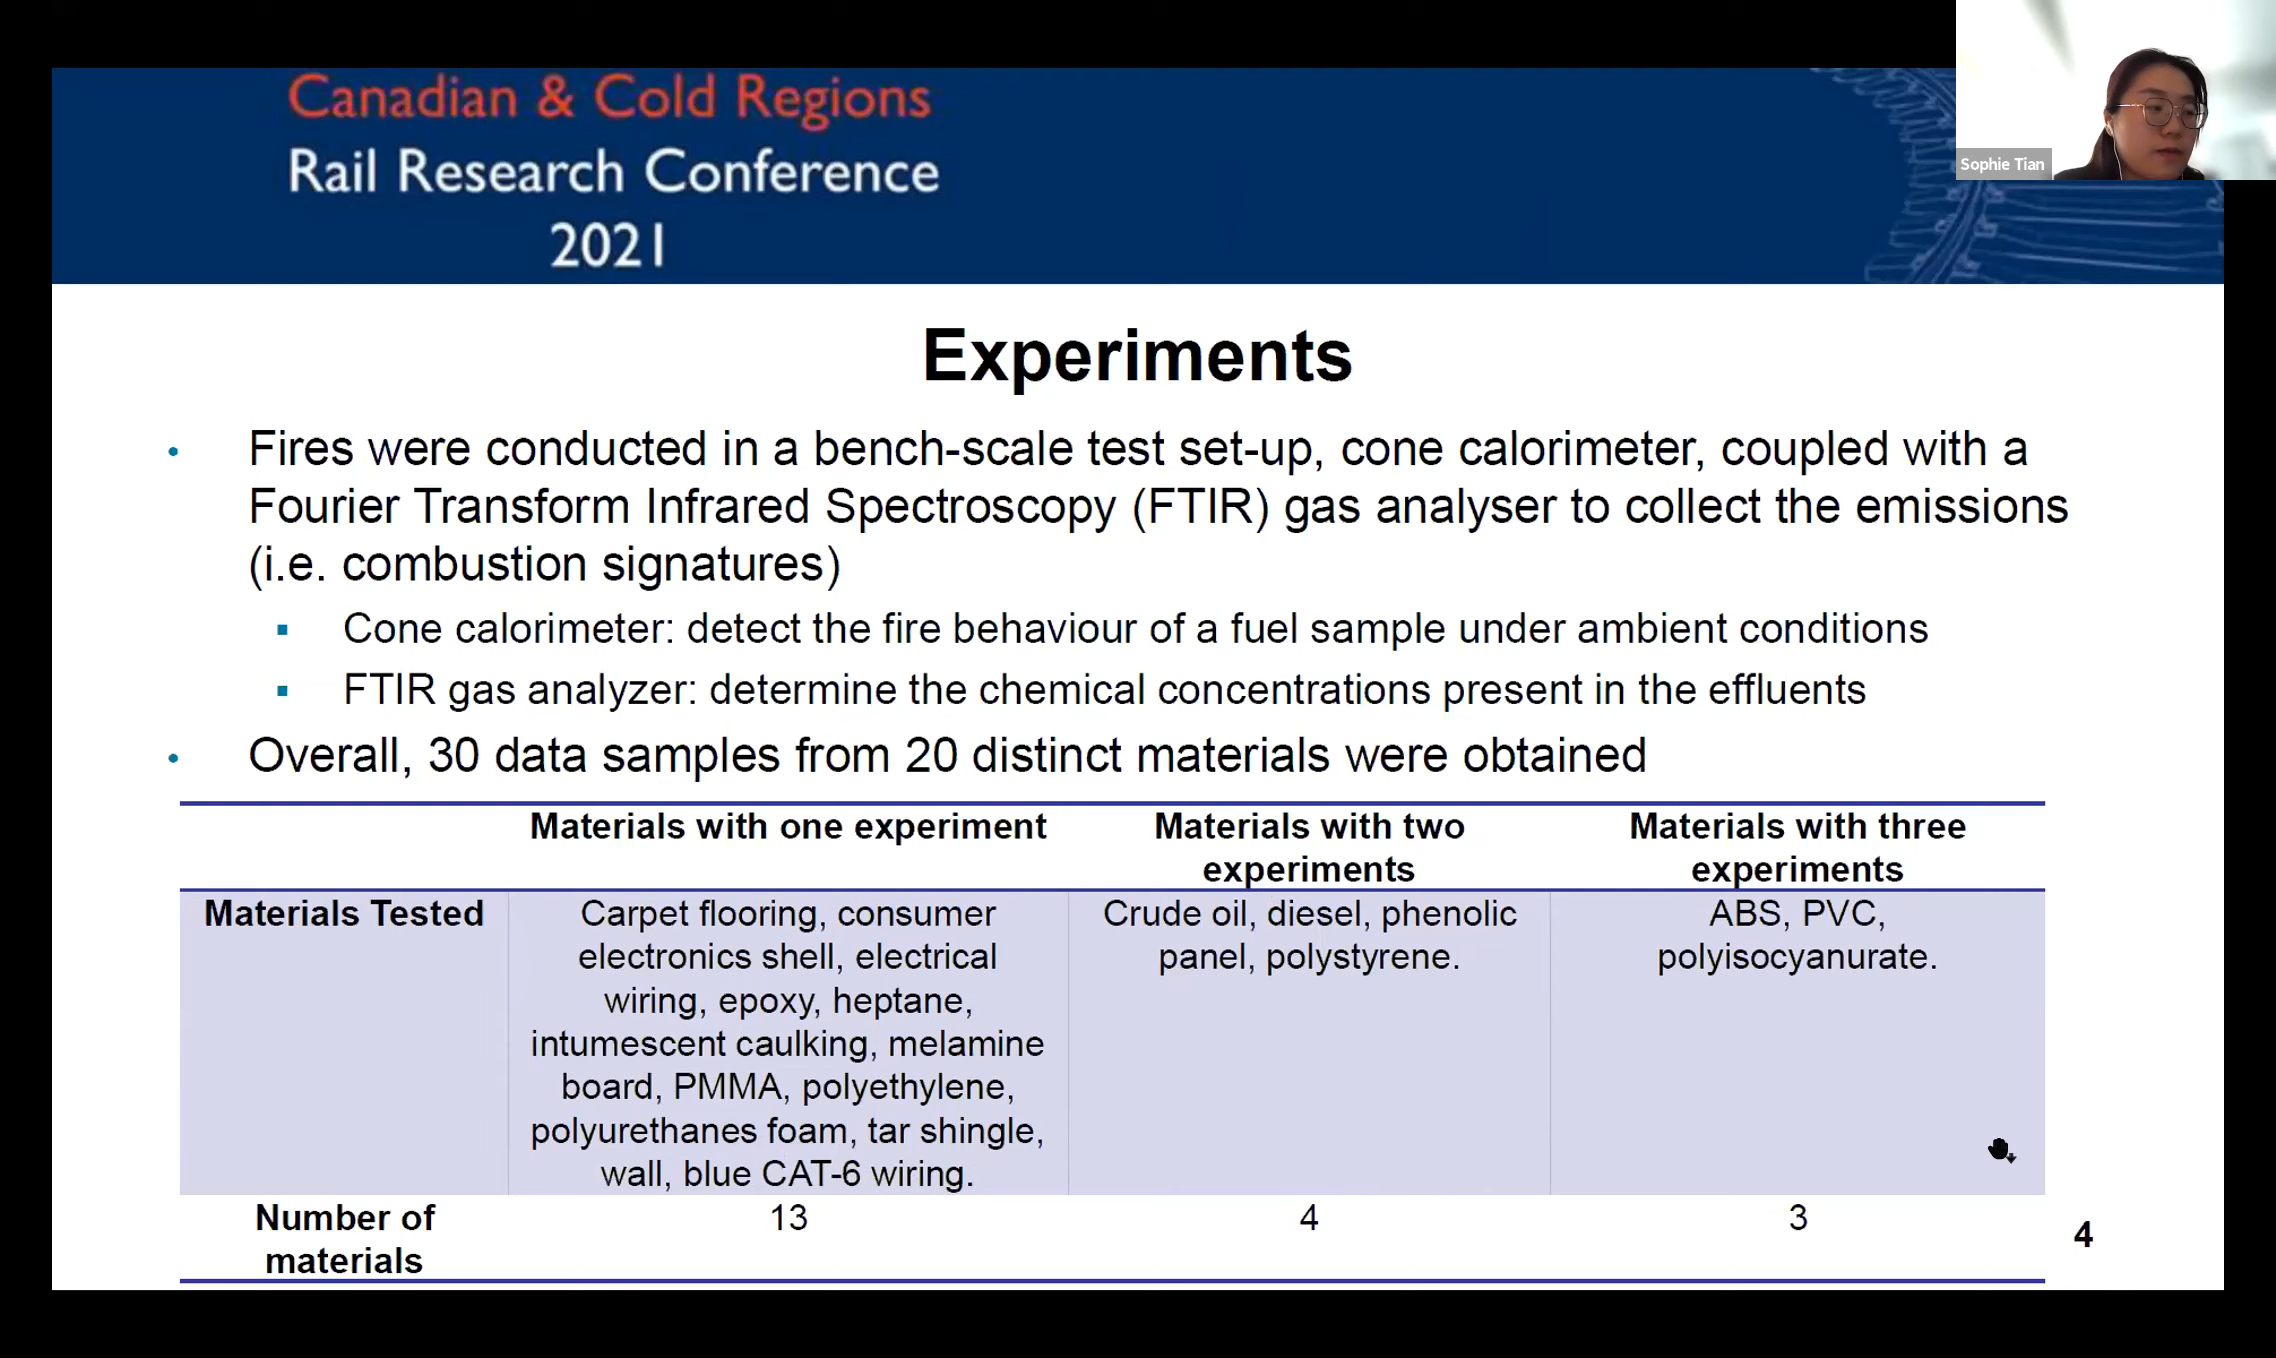 Canadian & Cold Regions
Rail Research Conference
2021
Sophie Tian
Experiments
• Fires were conducted in a bench-scale test set-up, cone calorimeter, coupled with a
Fourier Transform Infrared Spectroscopy (FTIR) gas analyser to collect the emissions
(i.e. combustion signatures)
▪ Cone calorimeter: detect the fire behaviour of a fuel sample under ambient conditions
▪ FTIR gas analyzer: determine the chemical concentrations present in the effluents
• Overall, 30 data samples from 20 distinct materials were obtained
Materials with one experiment
Materials with two
experiments
Materials with three
experiments
Materials Tested
Carpet flooring, consumer
electronics shell, electrical
wiring, epoxy, heptane,
intumescent caulking, melamine
board, PMMA, polyethylene,
polyurethanes foam, tar shingle,
wall, blue CAT-6 wiring.
Crude oil, diesel, phenolic
panel, polystyrene.
ABS, PVC,
polyisocyanurate.
Number of
materials
13
4
3
4